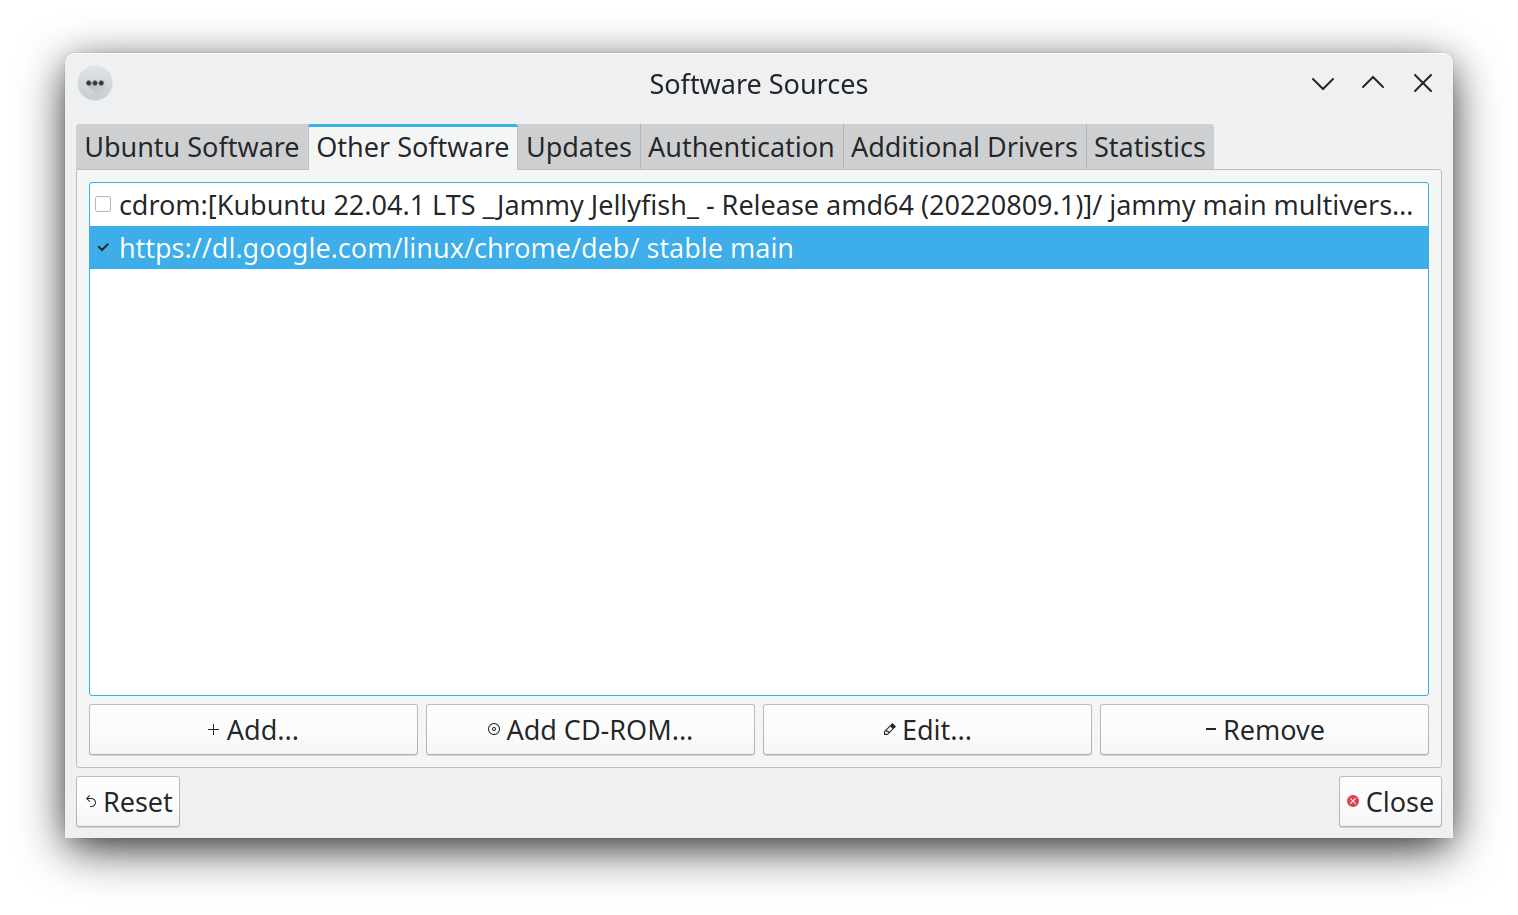 Software Sources
Ubuntu Software Other Software Updates Authentication Additional Drivers Statistics
cdrom:[Kubuntu 22.04.1 LTS _Jammy Jellyfish_ - Release amd64 (20220809.1)]/ jammy main multivers...
https://dl.google.com/linux/chrome/deb/ stable main
Add... Add CD-ROM... Edit... Remove
Reset Close